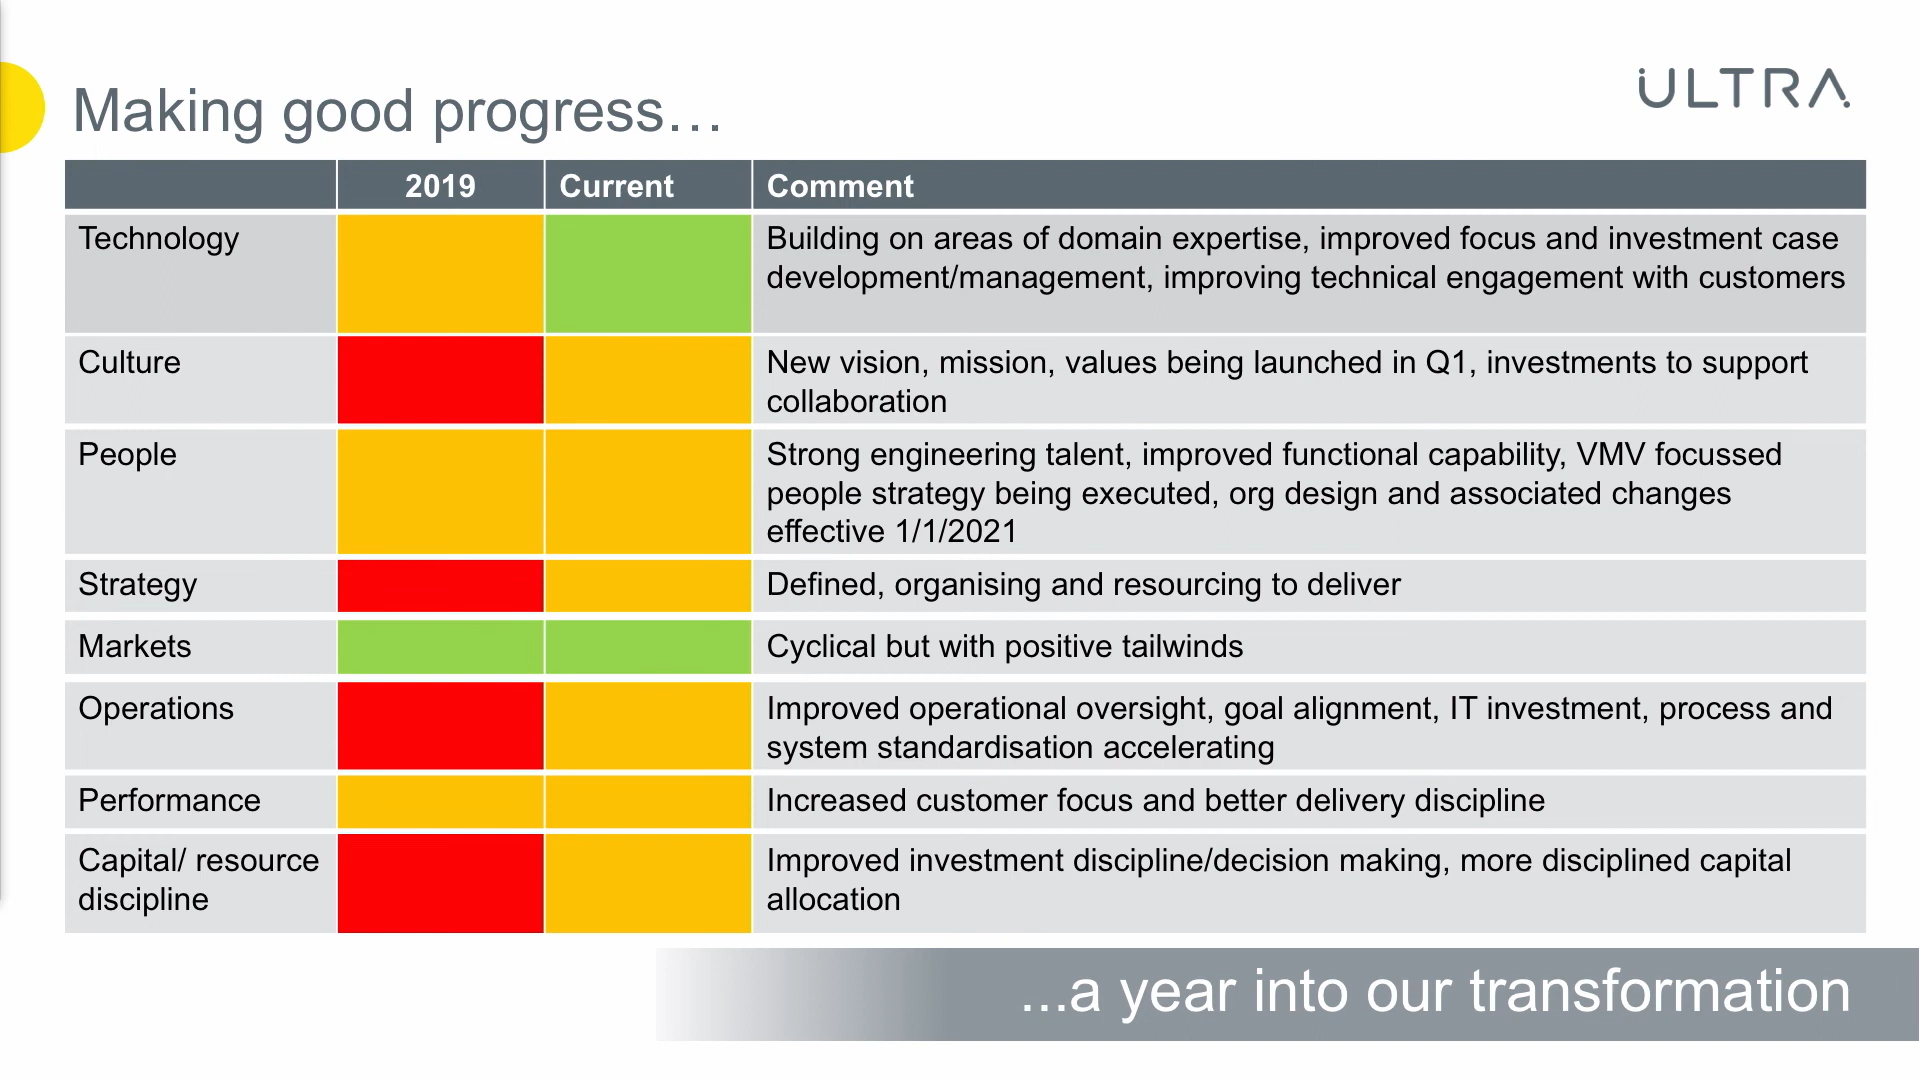 ULTRA
Making good progress…
2019 Current Comment
Technology
Building on areas of domain expertise, improved focus and investment case
development/management, improving technical engagement with customers
Culture
New vision, mission, values being launched in Q1, investments to support
collaboration
People
Strong engineering talent, improved functional capability, VMV focussed
people strategy being executed, org design and associated changes
effective 1/1/2021
Strategy
Defined, organising and resourcing to deliver
Markets
Cyclical but with positive tailwinds
Operations
Improved operational oversight, goal alignment, IT investment, process and
system standardisation accelerating
Performance
Increased customer focus and better delivery discipline
Capital/ resource
discipline
Improved investment discipline/decision making, more disciplined capital
allocation
...a year into our transformation